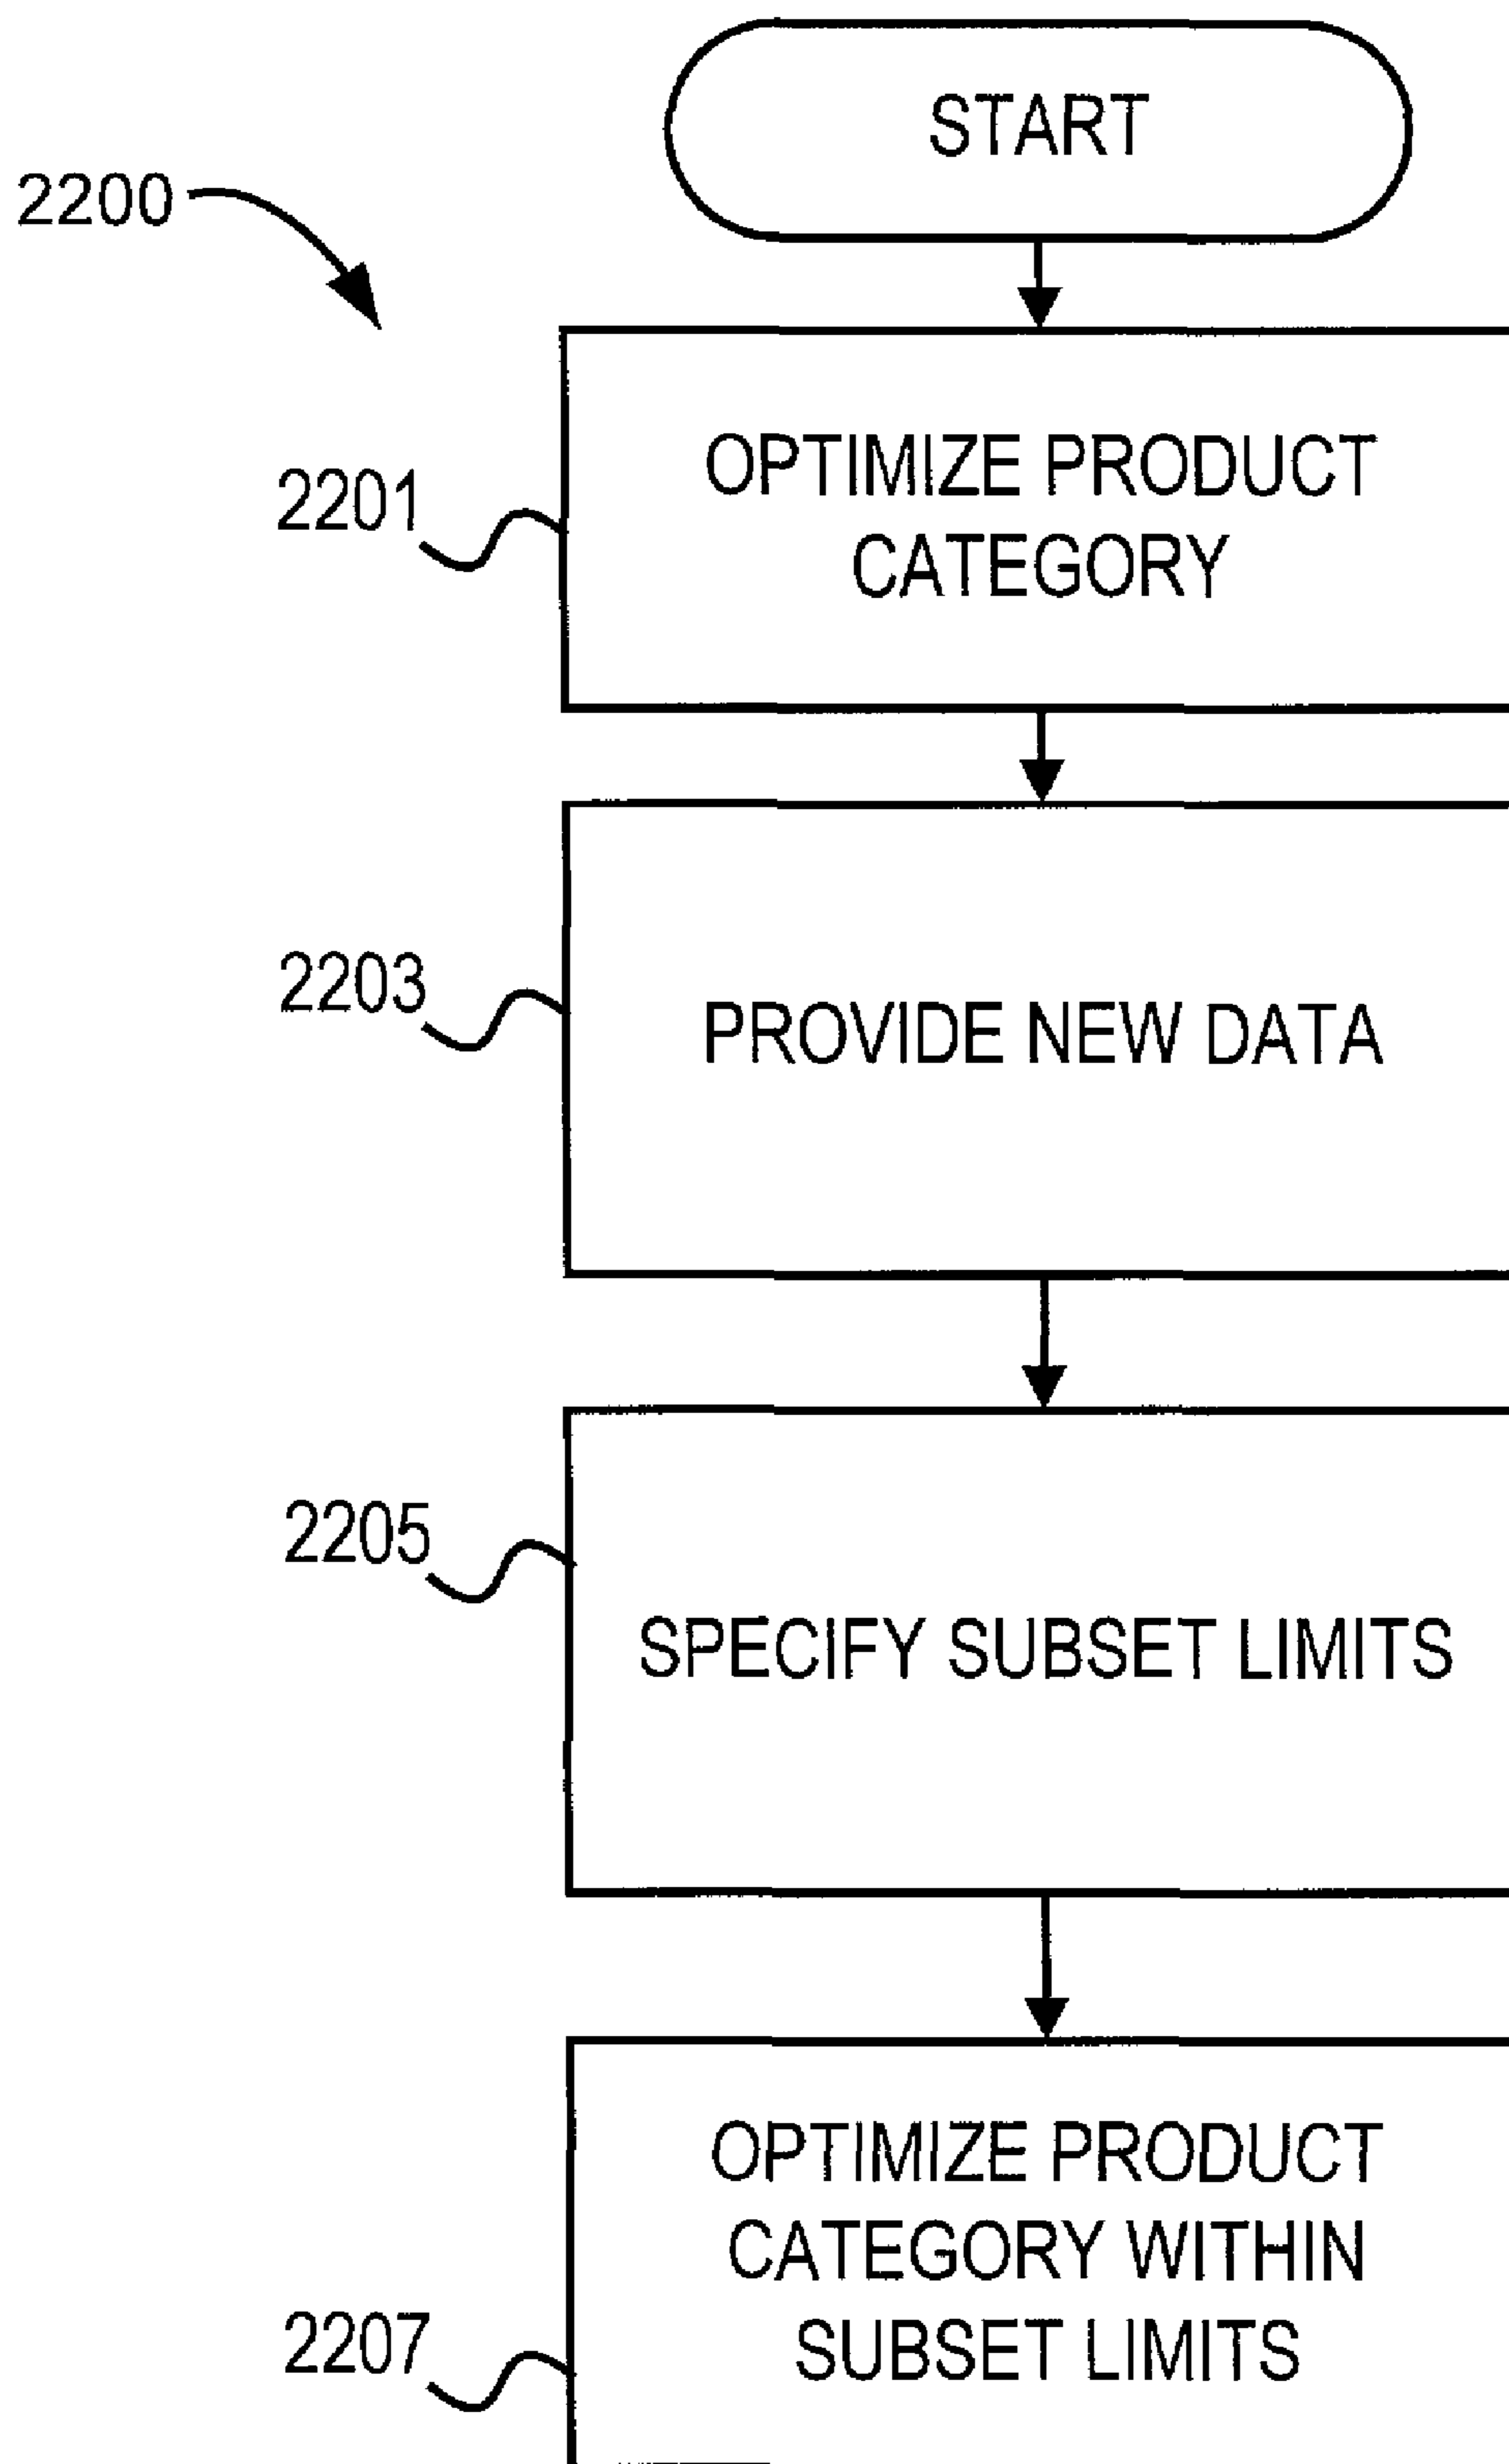 START
2200
OPTIMIZE PRODUCT
CATEGORY
2201
PROVIDE NEW DATA
2203
2205
SPECIFY SUBSET LIMITS
OPTIMIZE PRODUCT
CATEGORY WITHIN
SUBSET LIMITS
2207